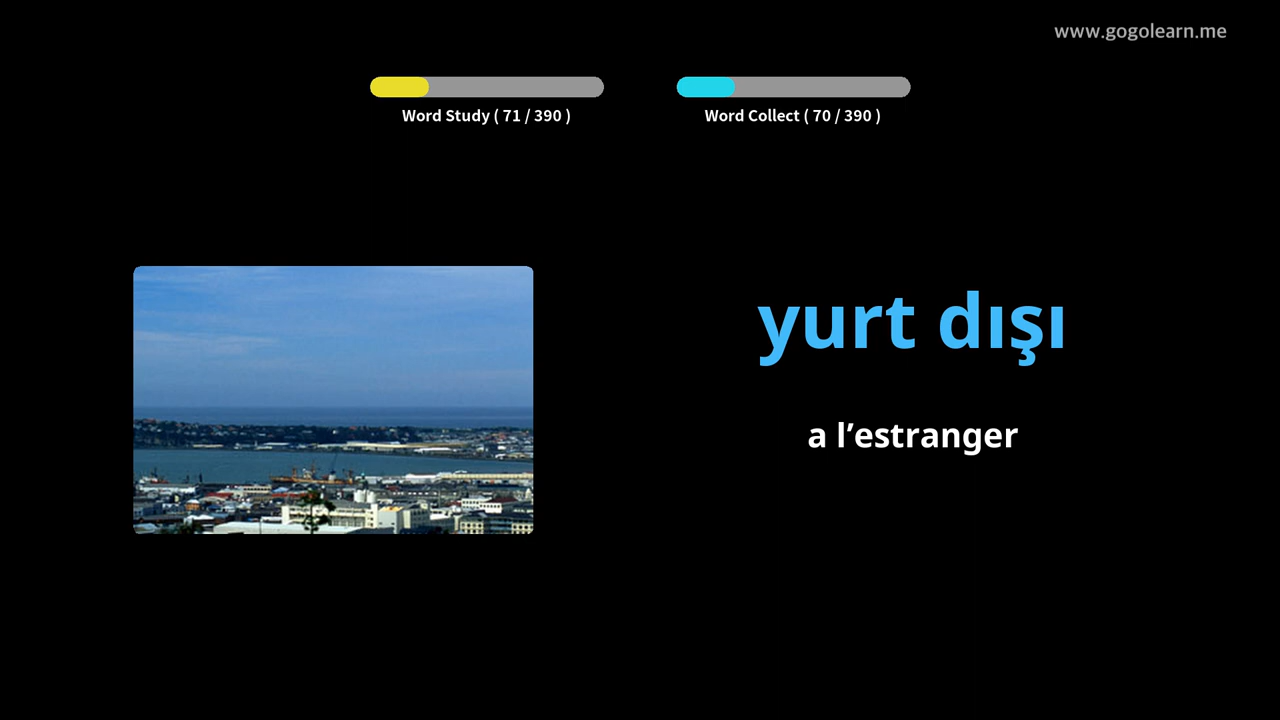 www.gogolearn.me
Word Study ( 71 / 390 )
Word Collect ( 70 / 390 )
yurt dışı
a l’estranger